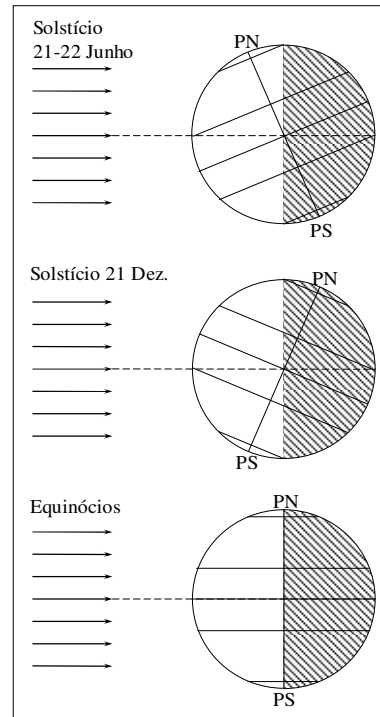 Solstício
21-22 Junho
PN
PS
Solstício 21 Dez.
PN
PS
Equinócios
PN
PS